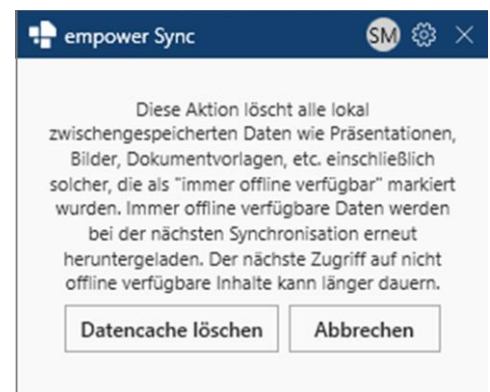 empower Sync
SM
Diese Aktion löscht alle lokal
zwischengespeicherten Daten wie Präsentationen,
Bilder, Dokumentvorlagen, etc. einschließlich
solcher, die als "immer offline verfügbar" markiert
wurden. Immer offline verfügbare Daten werden
bei der nächsten Synchronisation erneut
heruntergeladen. Der nächste Zugriff auf nicht
offline verfügbare Inhalte kann länger dauern.
Datencache löschen Abbrechen